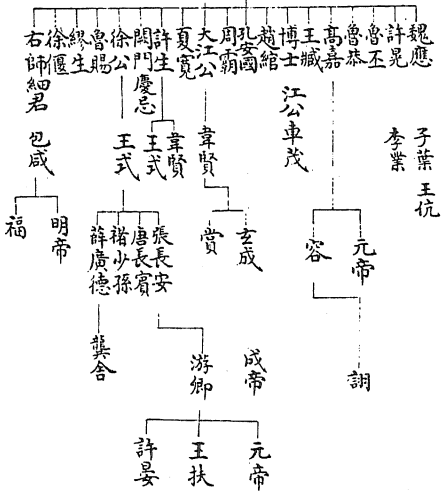 魏應
許晃
魯丕
魯恭
高嘉
王臧
博士江公
趙綰
孔安國
周霸
大江公
夏寬
許生
闕門慶忌
徐公
魯賜
繆生
徐偃
右師細君
子葉王伉
李業
車茂
韋賢
韋賢
王式
王式
包咸
元帝
容
玄成
賞
張長安
唐長賓
褚少孫
薛廣德
明帝
福
詡
成帝
游卿
龔舍
元帝
王扶
許晏